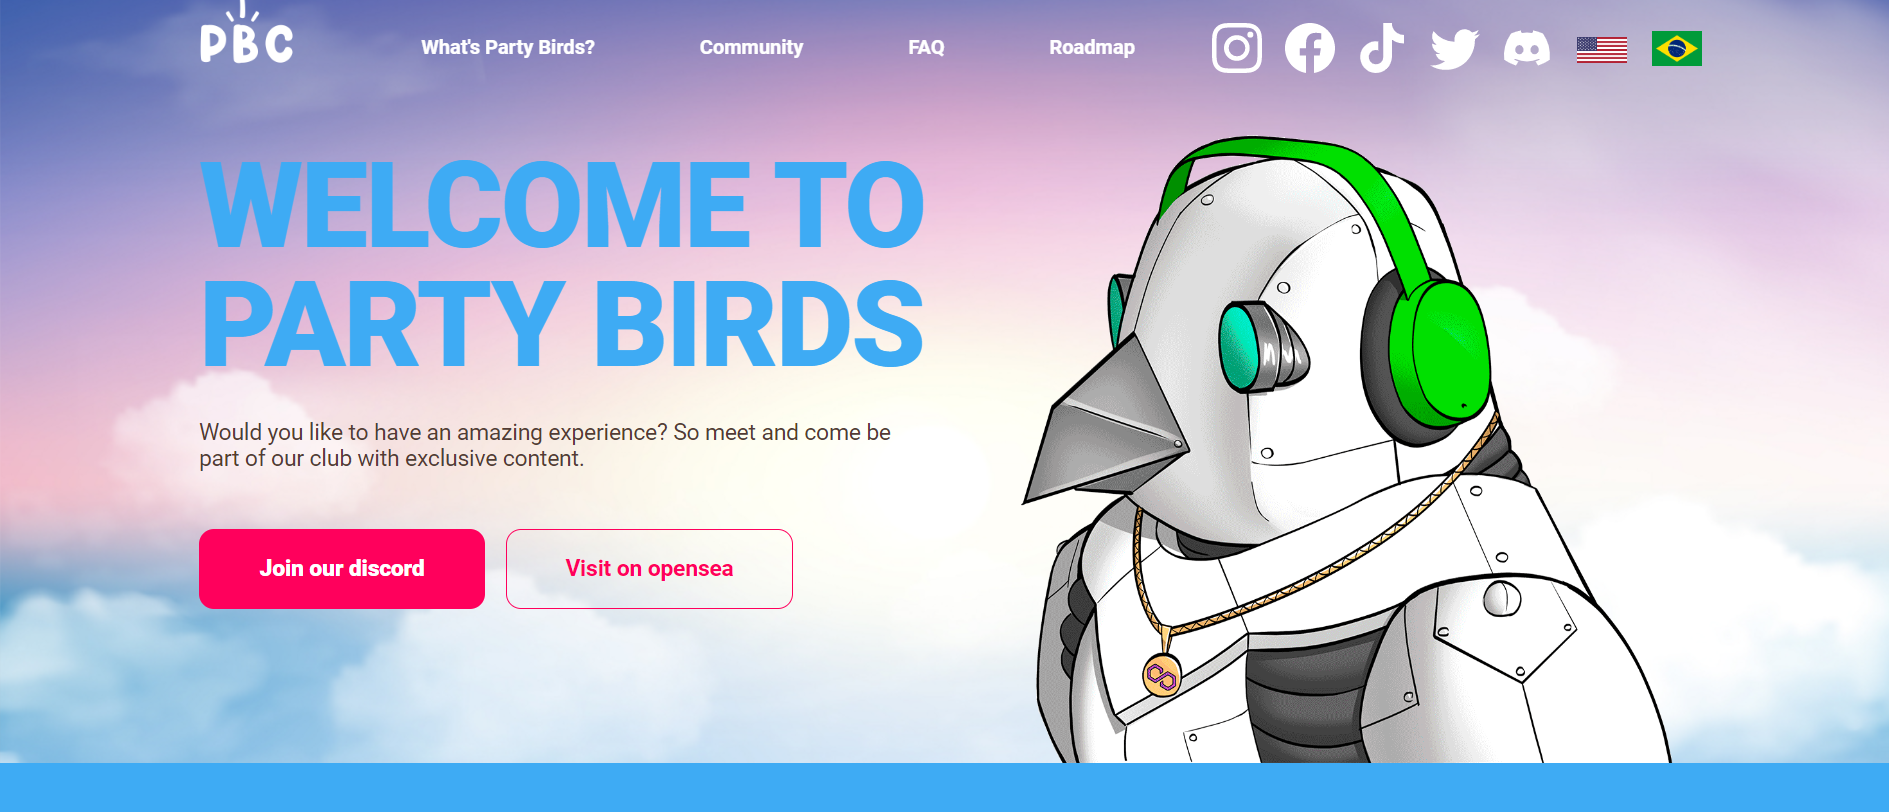 PBC
What's Party Birds?
Community
FAQ
Roadmap
WELCOME TO
PARTY BIRDS
Would you like to have an amazing experience? So meet and come be
part of our club with exclusive content.
Join our discord
Visit on opensea